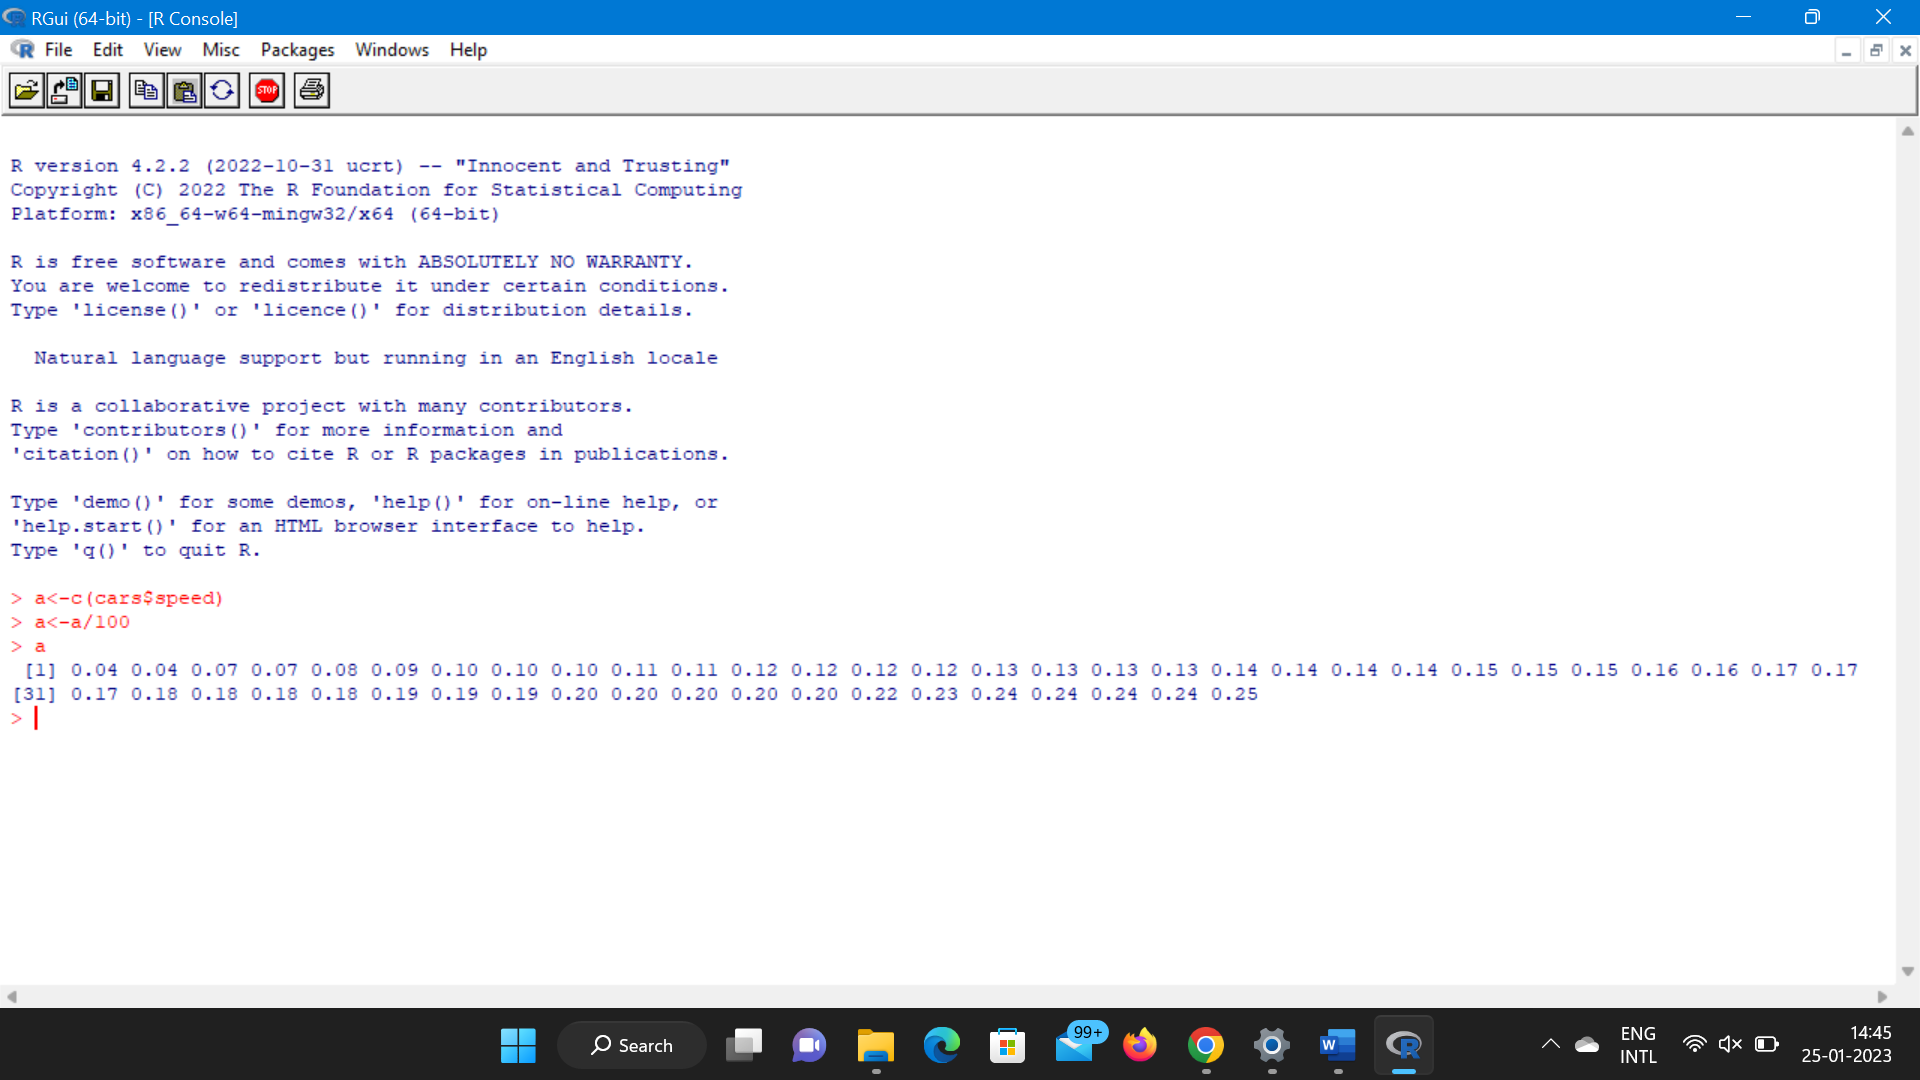 RGui (64-bit) - [R Console]
File Edit View Misc Packages Windows Help
STOP
R version 4.2.2 (2022-10-31 ucrt) -- "Innocent and Trusting"
Copyright (C) 2022 The R Foundation for Statistical Computing
Platform: x86_64-w64-mingw32/x64 (64-bit)
R is free software and comes with ABSOLUTELY NO WARRANTY.
You are welcome to redistribute it under certain conditions.
Type 'license()' or 'licence()' for distribution details.
Natural language support but running in an English locale
R is a collaborative project with many contributors.
Type 'contributors()' for more information and
'citation()' on how to cite R or R packages in publications.
Type 'demo()' for some demos, 'help()' for on-line help, or
'help.start()' for an HTML browser interface to help.
Type 'q()' to quit R.
> a<-c(cars$speed)
> a<-a/100
> a
[1] 0.04 0.04 0.07 0.07 0.08 0.09 0.10 0.10 0.10 0.11 0.11 0.12 0.12 0.12 0.12 0.13 0.13 0.13 0.13 0.14 0.14 0.14 0.14 0.15 0.15 0.15 0.16 0.16 0.17 0.17
[31] 0.17 0.18 0.18 0.18 0.18 0.19 0.19 0.19 0.20 0.20 0.20 0.20 0.20 0.22 0.23 0.24 0.24 0.24 0.24 0.25
>
Search
99+
W
R
ENG
INTL
14:45
25-01-2023